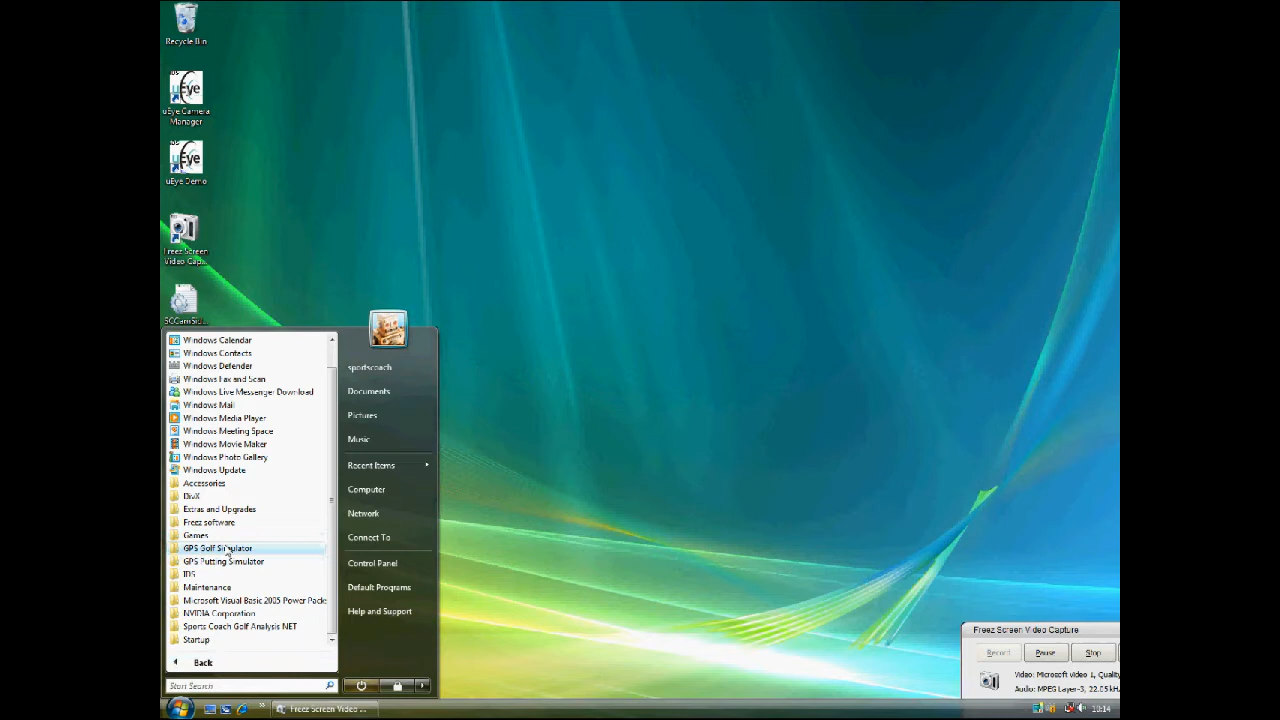 Recycle Bin
uEye
uEye Camera
Manager
uEye
uEye Demo
Freez Screen
Video Cap...
SCCamSid...
Windows Calendar
Windows Contacts
Windows Defender
Windows Fax and Scan
Windows Live Messenger Download
Windows Mail
Windows Media Player
Windows Meeting Space
Windows Movie Maker
Windows Photo Gallery
Windows Update
Accessories
DivX
Extras and Upgrades
Freez software
Games
GPS Golf Simulator
GPS Putting Simulator
IDS
Maintenance
Microsoft Visual Basic 2005 Power Packs
NVIDIA Corporation
Sports Coach Golf Analysis NET
Startup
Back
Start Search
sportscoach
Documents
Pictures
Music
Recent Items
Computer
Network
Connect To
Control Panel
Default Programs
Help and Support
Freez Screen Video Capture
Record Pause Stop
Video: Microsoft Video 1, Quality
Audio: MPEG Layer-3, 22.05 kH
Freez Screen Video ...
10:14